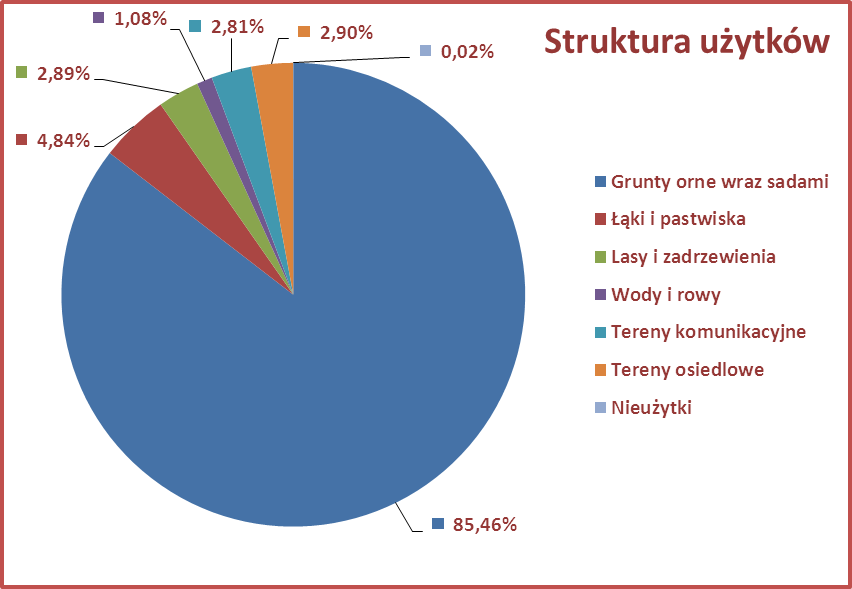 Struktura użytków
1,08%
2,81%
2,90%
0,02%
2,89%
4,84%
85,46%
Grunty orne wraz sadami
Łąki i pastwiska
Lasy i zadrzewienia
Wody i rowy
Tereny komunikacyjne
Tereny osiedlowe
Nieużytki